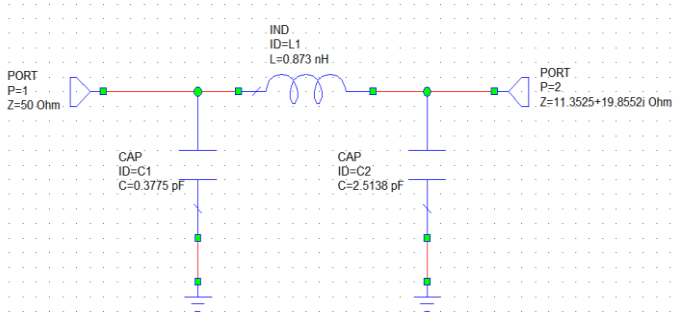 IND
ID=L1
L=0.873 nH
PORT
P=1
Z=50 Ohm
PORT
P=2
Z=11.3525+19.8552i Ohm
CAP
ID=C1
C=0.3775 pF
CAP
ID=C2
C=2.5138 pF